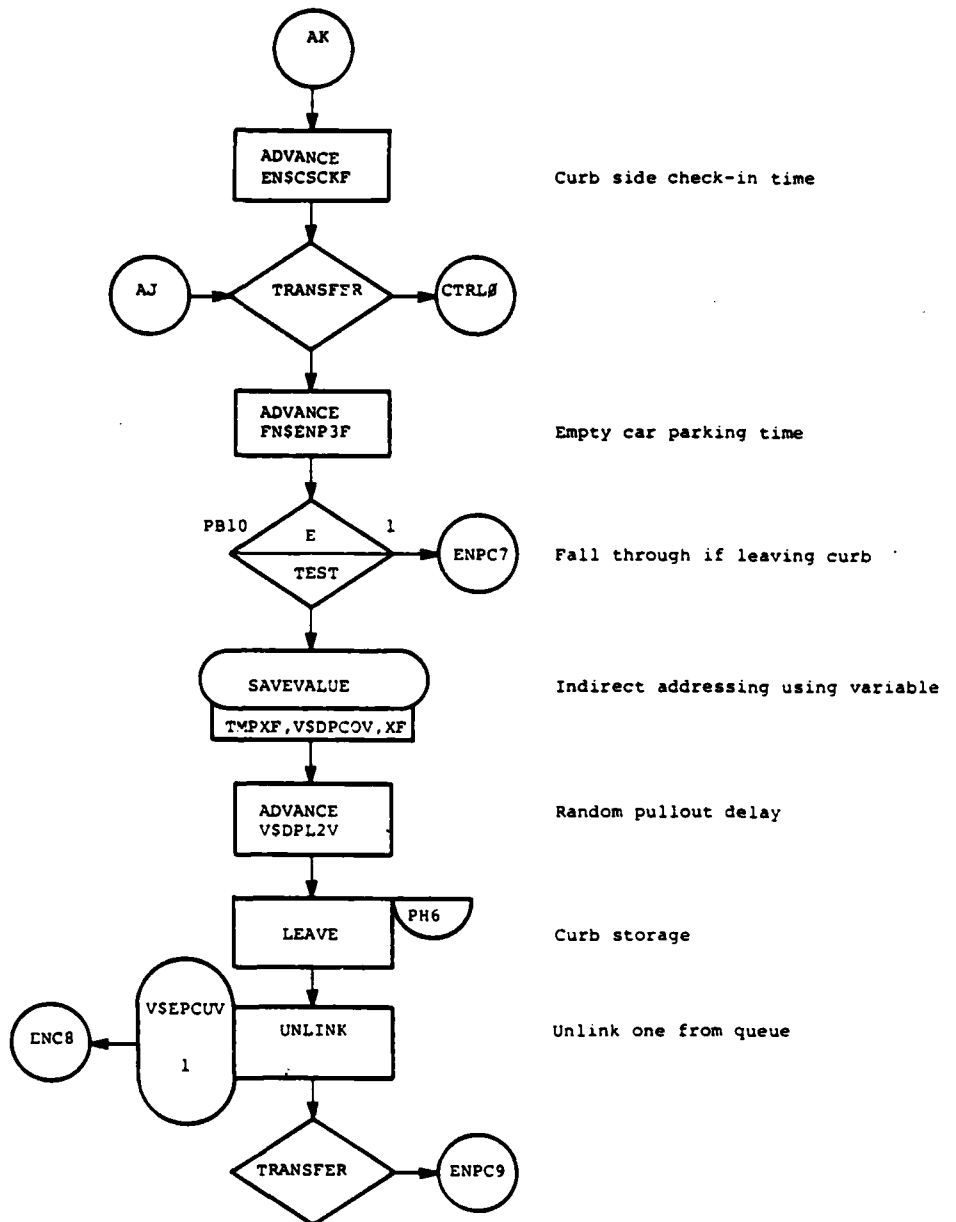 AK
ADVANCE
EN$CSCKF
Curb side check-in time
AJ
TRANSFER
CTRLØ
ADVANCE
FN$ENP3F
Empty car parking time
PB10
E
1
TEST
ENPC7
Fall through if leaving curb
SAVEVALUE
TMPXF,V$DPCOV,XF
Indirect addressing using variable
ADVANCE
V$DPL2V
Random pullout delay
LEAVE
PH6
Curb storage
V$EPCUV
1
ENC8
UNLINK
Unlink one from queue
TRANSFER
ENPC9